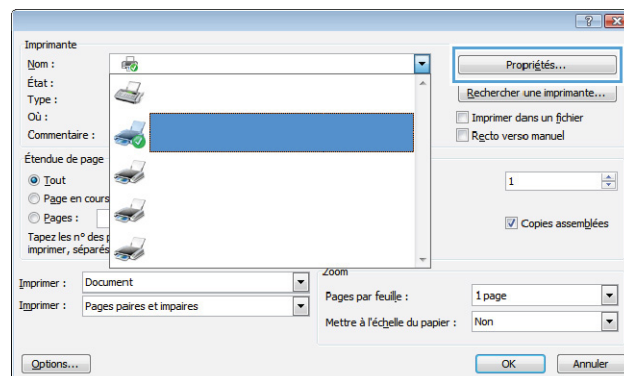 Imprimante
Nom :
Propriétés...
État :
Type :
Rechercher une imprimante...
Où :
Imprimer dans un fichier
Commentaire :
Recto verso manuel
Étendue de page
Tout
1
Page en cours
Pages :
Copies assemblées
Tapez les n° des
imprimer, séparés
Zoom
Imprimer : Document
Pages par feuille : 1 page
Imprimer : Pages paires et impaires
Mettre à l'échelle du papier : Non
Options...
OK
Annuler